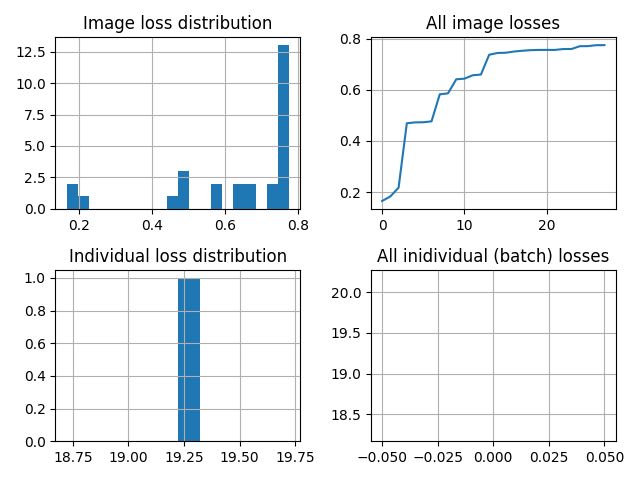 Image loss distribution
12.5
10.0
7.5
5.0
2.5
0.0
0.2 0.4 0.6 0.8
All image losses
0.8
0.6
0.4
0.2
0 10 20
Individual loss distribution
1.0
0.8
0.6
0.4
0.2
0.0
18.75 19.00 19.25 19.50 19.75
All inidividual (batch) losses
20.0
19.5
19.0
18.5
−0.050 −0.025 0.000 0.025 0.050